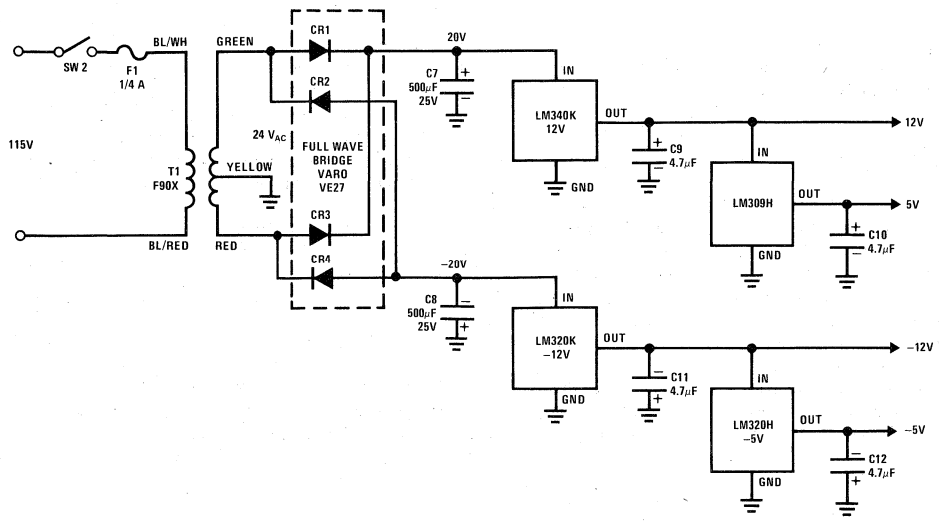 115V
SW 2
F1
1/4 A
BL/WH
BL/RED
T1
F90X
GREEN
YELLOW
RED
24 VAC
CR1
CR2
FULL WAVE
BRIDGE
VARO
VE27
CR3
CR4
20V
C7
500μF
25V
+
−
IN
LM340K
12V
OUT
GND
+
−
C9
4.7μF
12V
IN
LM309H
OUT
GND
5V
+
−
C10
4.7μF
−20V
C8
500μF
25V
−
+
IN
LM320K
−12V
OUT
GND
−
+
C11
4.7μF
−12V
IN
LM320H
−5V
OUT
GND
−5V
−
+
C12
4.7μF